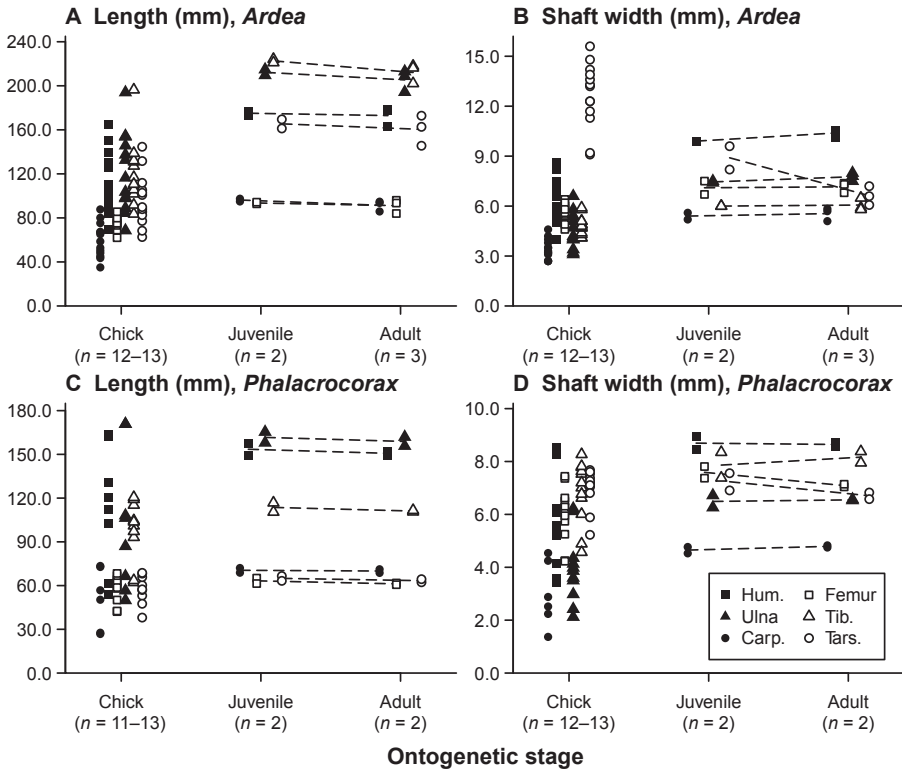 A Length (mm), Ardea
240.0
200.0
160.0
120.0
80.0
40.0
0.0
Chick
(n = 12–13)
Juvenile
(n = 2)
Adult
(n = 3)
B Shaft width (mm), Ardea
15.0
12.0
9.0
6.0
3.0
0.0
Chick
(n = 12–13)
Juvenile
(n = 2)
Adult
(n = 3)
C Length (mm), Phalacrocorax
180.0
150.0
120.0
90.0
60.0
30.0
0.0
Chick
(n = 11–13)
Juvenile
(n = 2)
Adult
(n = 2)
D Shaft width (mm), Phalacrocorax
10.0
8.0
6.0
4.0
2.0
0.0
Hum.
Ulna
Carp.
Femur
Tib.
Tars.
Chick
(n = 12–13)
Juvenile
(n = 2)
Adult
(n = 2)
Ontogenetic stage